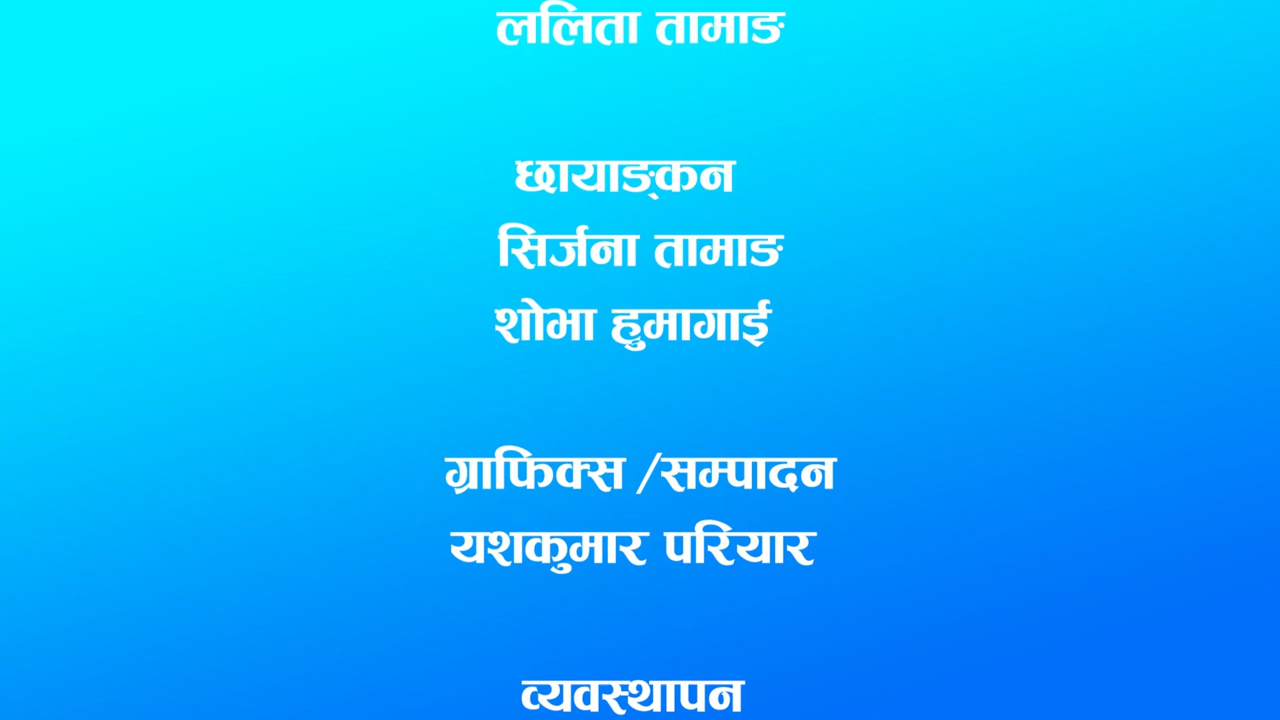 ललिता तामाङ
छायाङ्कन
सिर्जना तामाङ
शोभा हुमागाई
ग्राफिक्स /सम्पादन
यशकुमार परियार
व्यवस्थापन